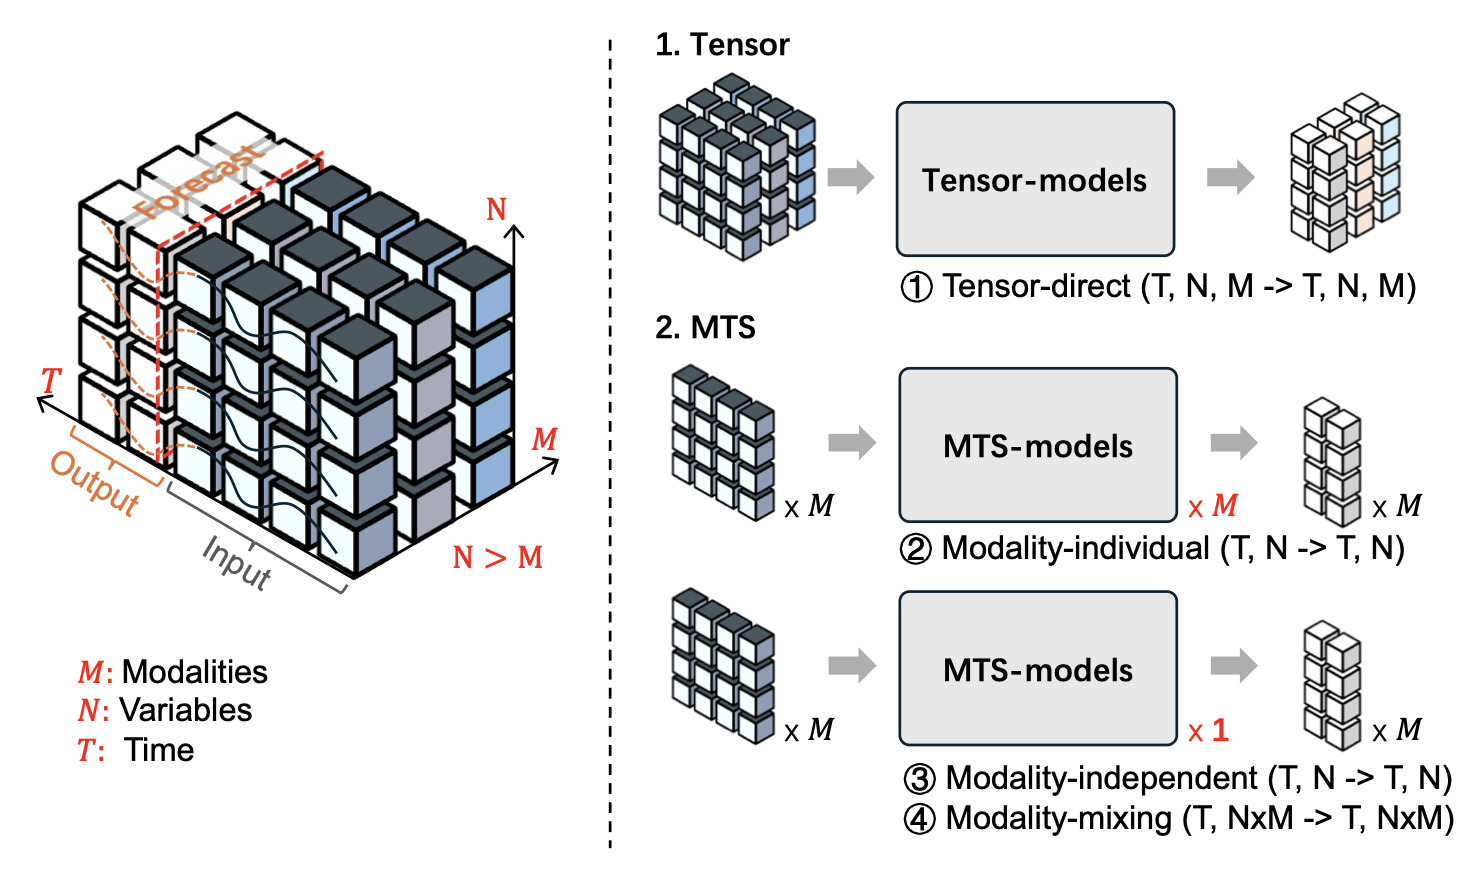 Forecast
N
T
M
Output
Input
N > M
M: Modalities
N: Variables
T: Time
1. Tensor
Tensor-models
① Tensor-direct (T, N, M -> T, N, M)
2. MTS
MTS-models
x M
x M
x M
② Modality-individual (T, N -> T, N)
MTS-models
x M
x 1
x M
③ Modality-independent (T, N -> T, N)
④ Modality-mixing (T, NxM -> T, NxM)